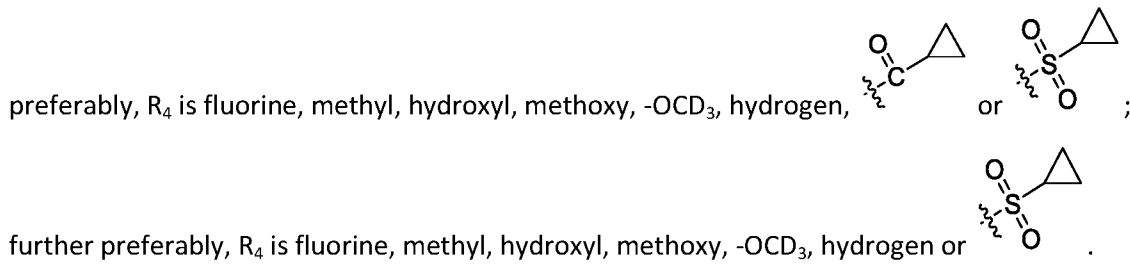 preferably, R₄ is fluorine, methyl, hydroxyl, methoxy, -OCD₃, hydrogen, O C or O S O ;
further preferably, R₄ is fluorine, methyl, hydroxyl, methoxy, -OCD₃, hydrogen or O S O .